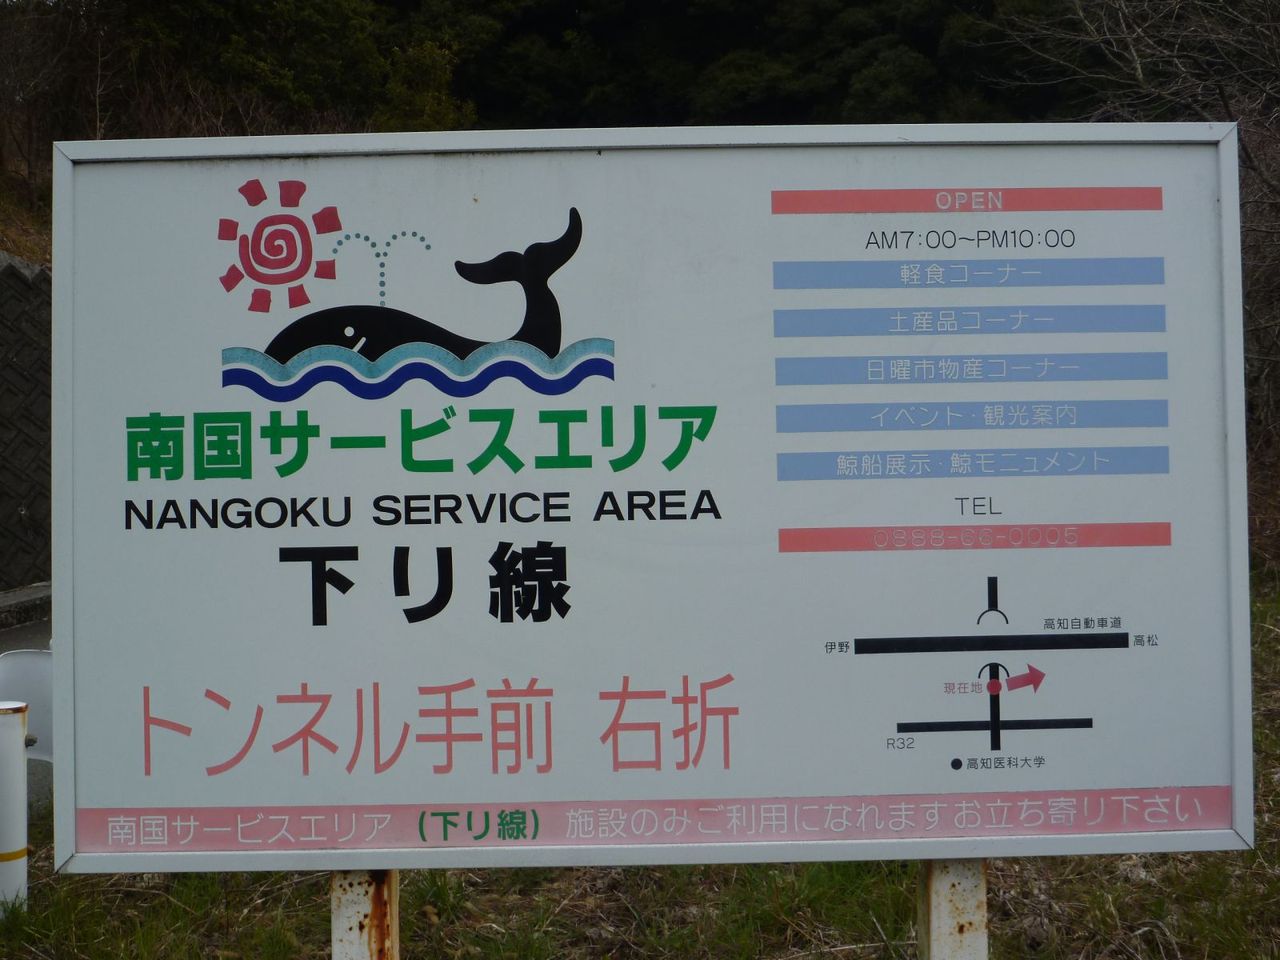 南国サービスエリア
NANGOKU SERVICE AREA
下り線
トンネル手前 右折
OPEN
AM7:00〜PM10:00
軽食コーナー
土産品コーナー
日曜市物産コーナー
イベント・観光案内
鯨船展示・鯨モニュメント
TEL
0888-66-0005
高知自動車道
伊野
高松
現在地
R32
高知医科大学
南国サービスエリア (下り線) 施設のみご利用になれますお立ち寄り下さい